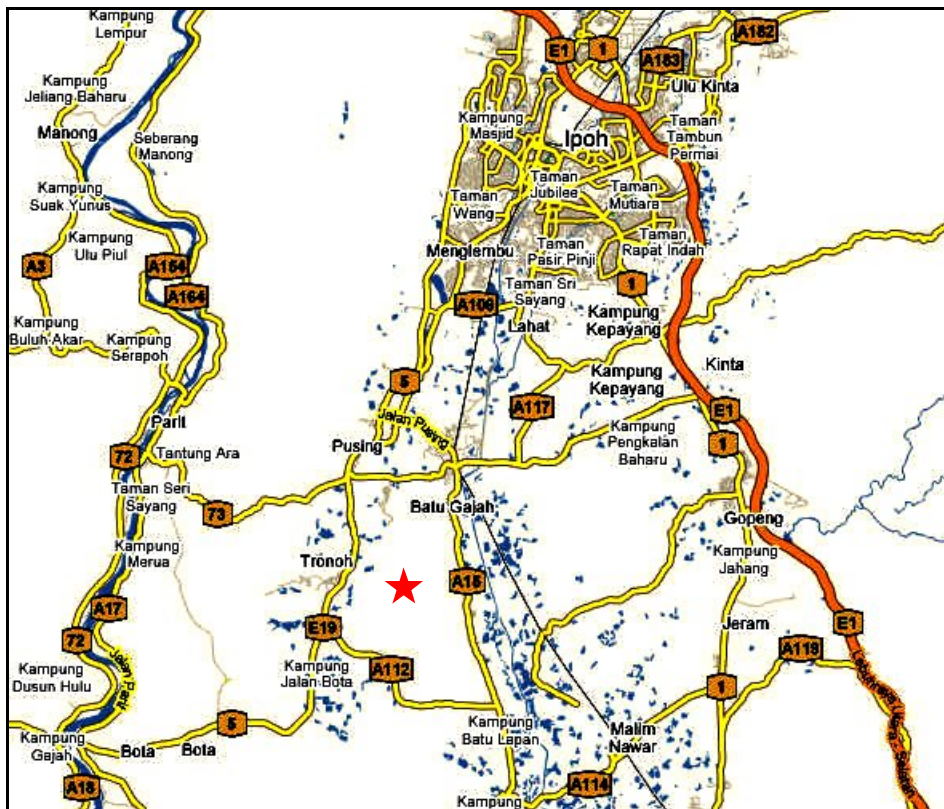 Kampung
Lempur
E1
1
A183
A182
Kampung
Jeliang Baharu
Ulu Kinta
Manong
Seberang
Manong
Kampung
Masjid
Ipoh
Taman
Tambun
Permai
Kampung
Suak Yunus
Taman
Jubilee
Taman
Wang
Taman
Mutiara
Kampung
Ulu Piul
Menglembu
Taman
Pasir Pinji
Taman
Rapat Indah
A3
A164
A164
1
Taman Sri
Sayang
A106
Lahat
Kampung
Kepayang
Kampung
Buluh Akar
Kampung
Serapoh
Kinta
Kampung
Kepayang
5
A117
E1
Jalan Pusing
Parit
Pusing
Kampung
Pengkalan
Baharu
1
72
Tantung Ara
Taman Seri
Sayang
Batu Gajah
73
Gopeng
Kampung
Merua
Tronoh
Kampung
Jahang
A15
A17
72
E19
Jeram
E1
A119
Jalan Parit
Kampung
Dusun Hulu
Kampung
Jalan Bota
A112
1
Lebuhraya Utara - Selatan
Kampung
Gajah
Bota
Bota
5
Kampung
Batu Lapan
Malim
Nawar
A18
A114
Kampung